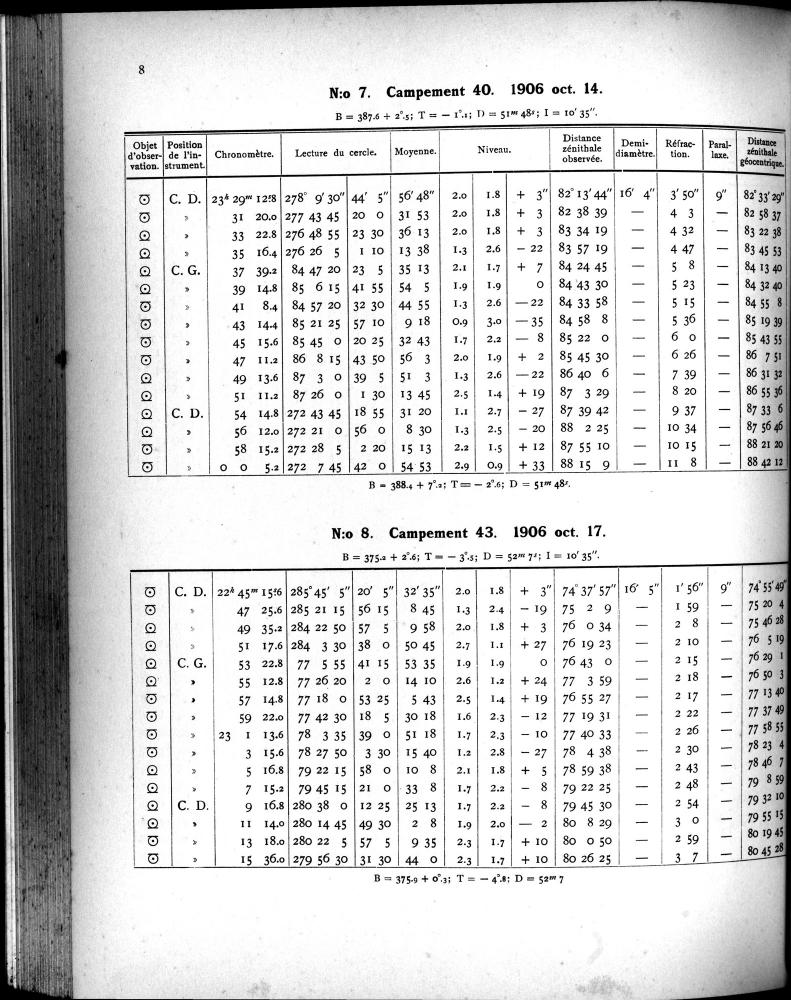 8
N:o 7. Campement 40. 1906 oct. 14.
B = 387.6 + 2°.5; T = − 1°.1; D = 51ᵐ 48ˢ; I = 10′ 35″.
Objet d'observation. Position de l'instrument. Chronomètre. Lecture du cercle. Moyenne. Niveau. Distance zénithale observée. Demi-diamètre. Réfraction. Parallaxe. Distance zénithale géocentrique.
C. D. 23ʰ 29ᵐ 12ˢ.8 278° 9′ 30″ 44′ 5″ 56′ 48″ 2.0 1.8 + 3″ 82° 13′ 44″ 16′ 4″ 3′ 50″ 9″ 82° 33′ 29″
» 31 20.0 277 43 45 20 0 31 53 2.0 1.8 + 3 82 38 39 — 4 3 — 82 58 37
» 33 22.8 276 48 55 23 30 36 13 2.0 1.8 + 3 83 34 19 — 4 32 — 83 22 38
» 35 16.4 276 26 5 1 10 13 38 1.3 2.6 − 22 83 57 19 — 4 47 — 83 45 53
C. G. 37 39.2 84 47 20 23 5 35 13 2.1 1.7 + 7 84 24 45 — 5 8 — 84 13 40
» 39 14.8 85 6 15 41 55 54 5 1.9 1.9 0 84 43 30 — 5 23 — 84 32 40
» 41 8.4 84 57 20 32 30 44 55 1.3 2.6 − 22 84 33 58 — 5 15 — 84 55 8
» 43 14.4 85 21 25 57 10 9 18 0.9 3.0 − 35 84 58 8 — 5 36 — 85 19 39
» 45 15.6 85 45 0 20 25 32 43 1.7 2.2 − 8 85 22 0 — 6 0 — 85 43 55
» 47 11.2 86 8 15 43 50 56 3 2.0 1.9 + 2 85 45 30 — 6 26 — 86 7 51
» 49 13.6 87 3 0 39 5 51 3 1.3 2.6 − 22 86 40 6 — 7 39 — 86 31 32
» 51 11.2 87 26 0 1 30 13 45 2.5 1.4 + 19 87 3 29 — 8 20 — 86 55 36
C. D. 54 14.8 272 43 45 18 55 31 20 1.1 2.7 − 27 87 39 42 — 9 37 — 87 33 6
» 56 12.0 272 21 0 56 0 8 30 1.3 2.5 − 20 88 2 25 — 10 34 — 87 56 46
» 58 15.2 272 28 5 2 20 15 13 2.2 1.5 + 12 87 55 10 — 10 15 — 88 21 20
» 0 0 5.2 272 7 45 42 0 54 53 2.9 0.9 + 33 88 15 9 — 11 8 — 88 42 12
B = 388.4 + 7°.2; T = − 2°.6; D = 51ᵐ 48ˢ.
N:o 8. Campement 43. 1906 oct. 17.
B = 375.2 + 2°.6; T = − 3°.5; D = 52ᵐ 7ˢ; I = 10′ 35″.
C. D. 22ʰ 45ᵐ 15ˢ.6 285° 45′ 5″ 20′ 5″ 32′ 35″ 2.0 1.8 + 3″ 74° 37′ 57″ 16′ 5″ 1′ 56″ 9″ 74° 55′ 49″
» 47 25.6 285 21 15 56 15 8 45 1.3 2.4 − 19 75 2 9 — 1 59 — 75 20 4
» 49 35.2 284 22 50 57 5 9 58 2.0 1.8 + 3 76 0 34 — 2 8 — 75 46 28
» 51 17.6 284 3 30 38 0 50 45 2.7 1.1 + 27 76 19 23 — 2 10 — 76 5 19
C. G. 53 22.8 77 5 55 41 15 53 35 1.9 1.9 0 76 43 0 — 2 15 — 76 29 1
» 55 12.8 77 26 20 2 0 14 10 2.6 1.2 + 24 77 3 59 — 2 18 — 76 50 3
» 57 14.8 77 18 0 53 25 5 43 2.5 1.4 + 19 76 55 27 — 2 17 — 77 13 40
» 59 22.0 77 42 30 18 5 30 18 1.6 2.3 − 12 77 19 31 — 2 22 — 77 37 49
» 23 1 13.6 78 3 35 39 0 51 18 1.7 2.3 − 10 77 40 33 — 2 26 — 77 58 55
» 3 15.6 78 27 50 3 30 15 40 1.2 2.8 − 27 78 4 38 — 2 30 — 78 23 4
» 5 16.8 79 22 15 58 0 10 8 2.1 1.8 + 5 78 59 38 — 2 43 — 78 46 7
» 7 15.2 79 45 15 21 0 33 8 1.7 2.2 − 8 79 22 25 — 2 48 — 79 8 59
C. D. 9 16.8 280 38 0 12 25 25 13 1.7 2.2 − 8 79 45 30 — 2 54 — 79 32 10
» 11 14.0 280 14 45 49 30 2 8 1.9 2.0 — 2 80 8 29 — 3 0 — 79 55 15
» 13 18.0 280 22 5 57 5 9 35 2.3 1.7 + 10 80 0 50 — 2 59 — 80 19 45
» 15 36.0 279 56 30 31 30 44 0 2.3 1.7 + 10 80 26 25 — 3 7 — 80 45 28
B = 375.9 + 0°.3; T = − 4°.8; D = 52ᵐ 7